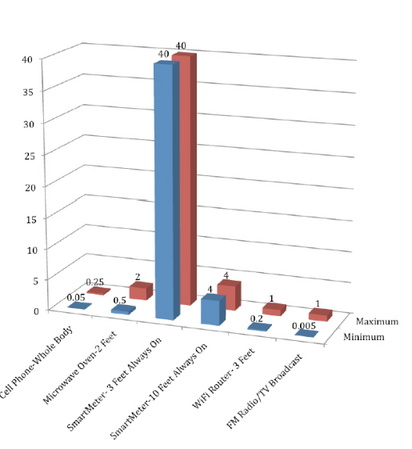 40
35
30
25
20
15
10
5
0
40 40
0.25
2
4
1
1
0.05
0.5
4
0.2
0.005
Maximum
Minimum
Cell Phone-Whole Body
Microwave Oven-2 Feet
SmartMeter- 3 Feet Always On
SmartMeter-10 Feet Always On
WiFi Router- 3 Feet
FM Radio/TV Broadcast